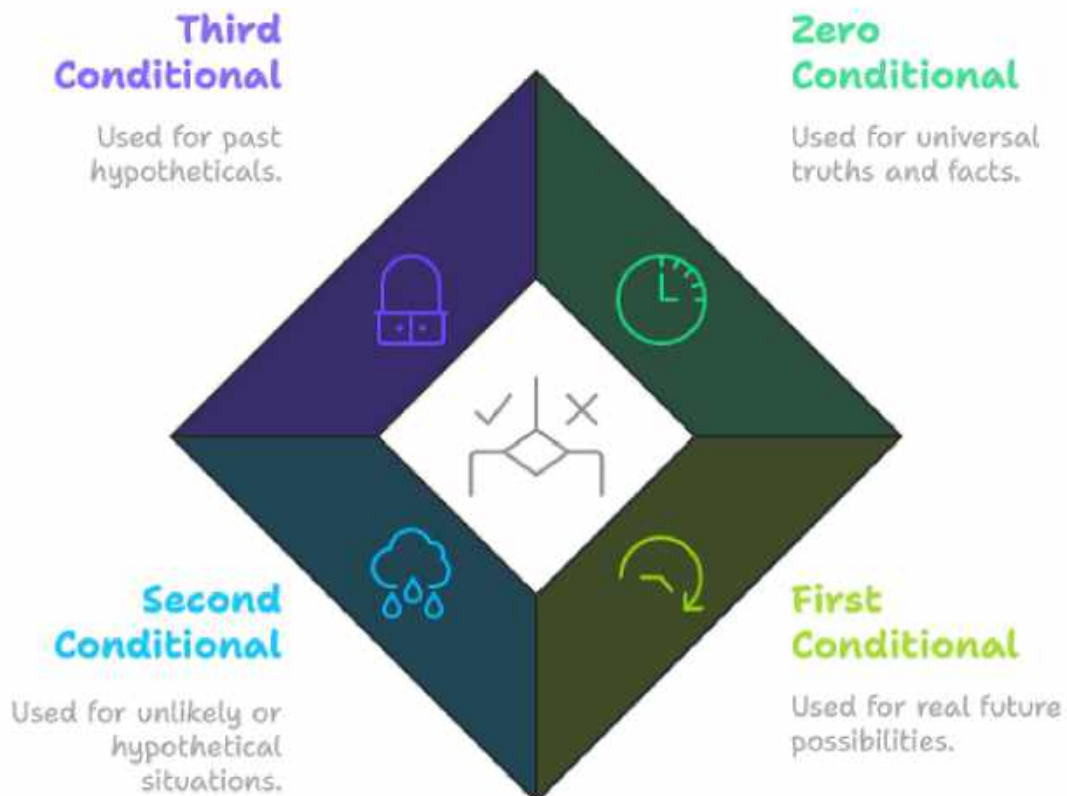 Third
Conditional
Used for past
hypotheticals.
Zero
Conditional
Used for universal
truths and facts.
Second
Conditional
Used for unlikely or
hypothetical
situations.
First
Conditional
Used for real future
possibilities.